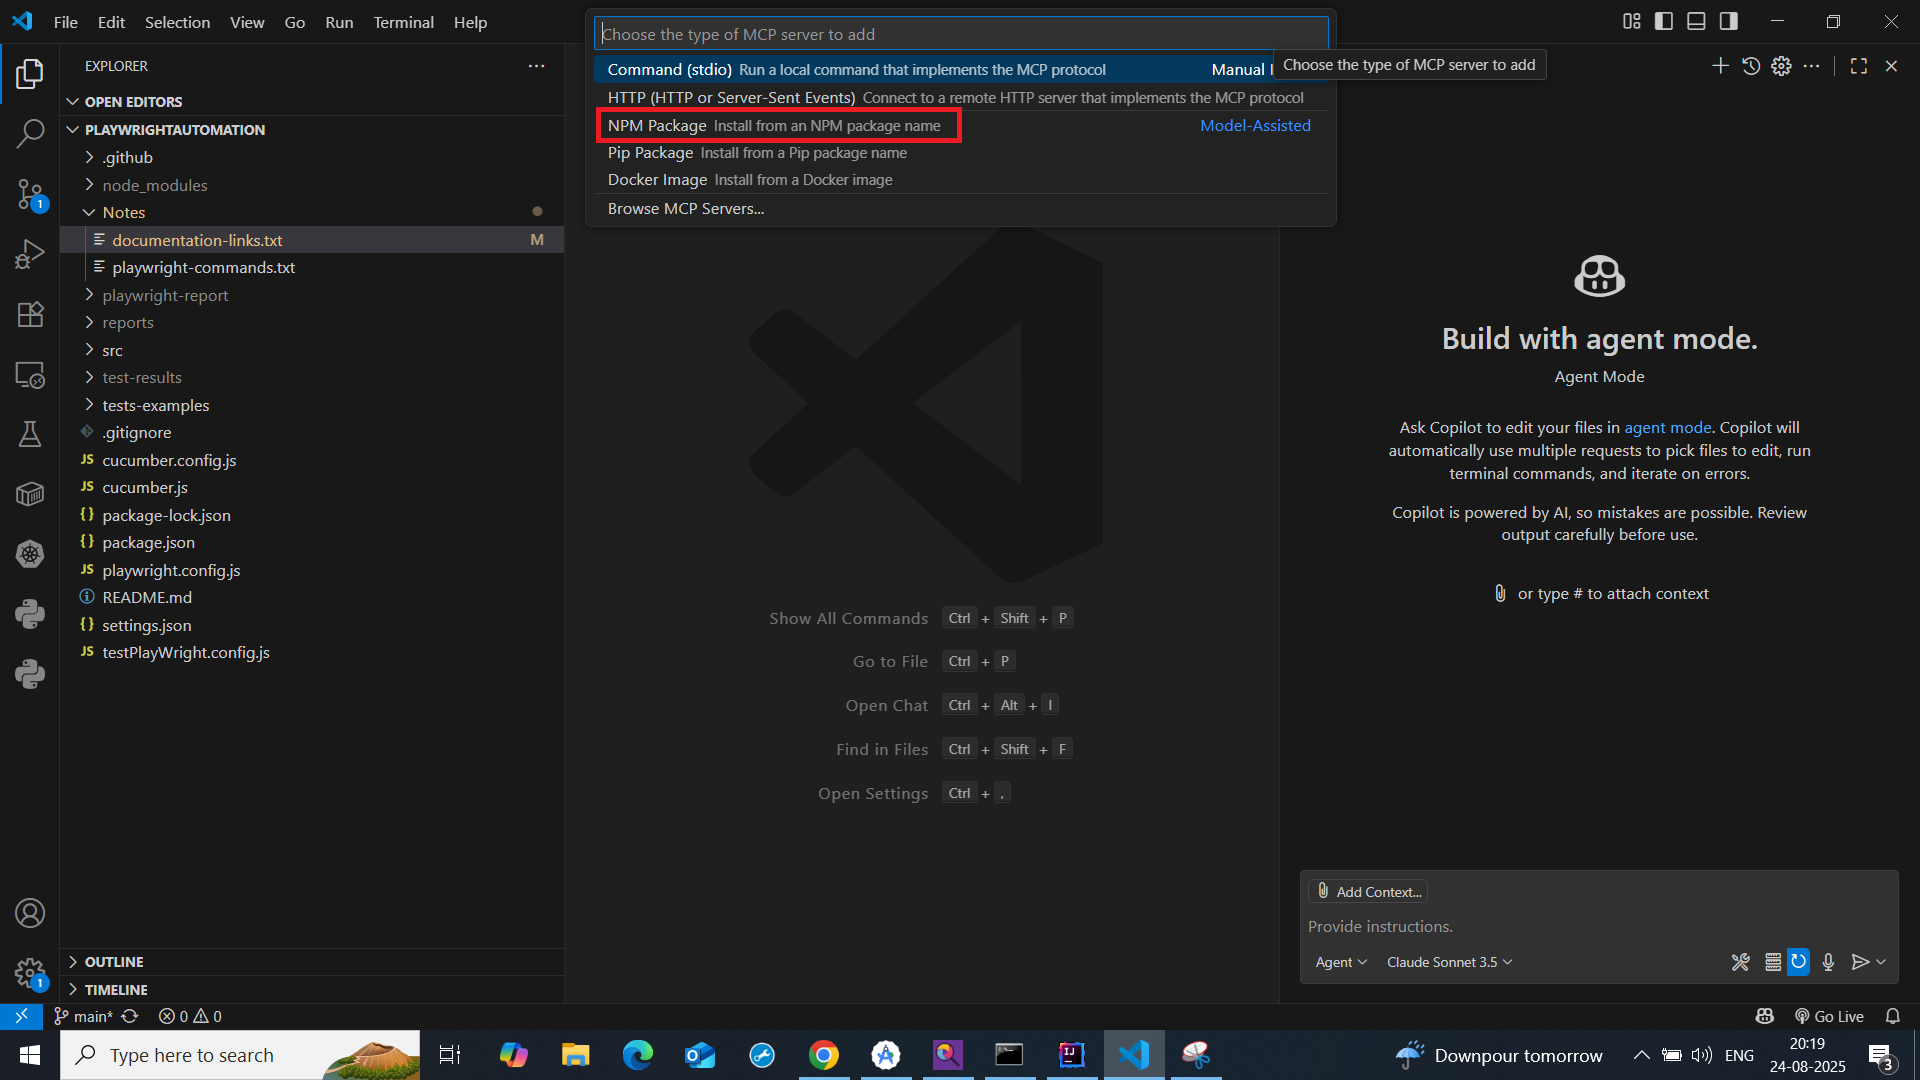 File Edit Selection View Go Run Terminal Help
Choose the type of MCP server to add
Command (stdio) Run a local command that implements the MCP protocol Manual I
Choose the type of MCP server to add
HTTP (HTTP or Server-Sent Events) Connect to a remote HTTP server that implements the MCP protocol
NPM Package Install from an NPM package name Model-Assisted
Pip Package Install from a Pip package name
Docker Image Install from a Docker image
Browse MCP Servers...
EXPLORER
OPEN EDITORS
PLAYWRIGHTAUTOMATION
.github
node_modules
Notes
documentation-links.txt M
playwright-commands.txt
playwright-report
reports
src
test-results
tests-examples
.gitignore
JS cucumber.config.js
JS cucumber.js
{} package-lock.json
{} package.json
JS playwright.config.js
README.md
{} settings.json
JS testPlayWright.config.js
OUTLINE
TIMELINE
1
1
Show All Commands Ctrl + Shift + P
Go to File Ctrl + P
Open Chat Ctrl + Alt + I
Find in Files Ctrl + Shift + F
Open Settings Ctrl + ,
Build with agent mode.
Agent Mode
Ask Copilot to edit your files in agent mode. Copilot will
automatically use multiple requests to pick files to edit, run
terminal commands, and iterate on errors.
Copilot is powered by AI, so mistakes are possible. Review
output carefully before use.
or type # to attach context
Add Context...
Provide instructions.
Agent Claude Sonnet 3.5
main* 0 0 Go Live
Type here to search
IJ
Downpour tomorrow ENG
20:19
24-08-2025
3